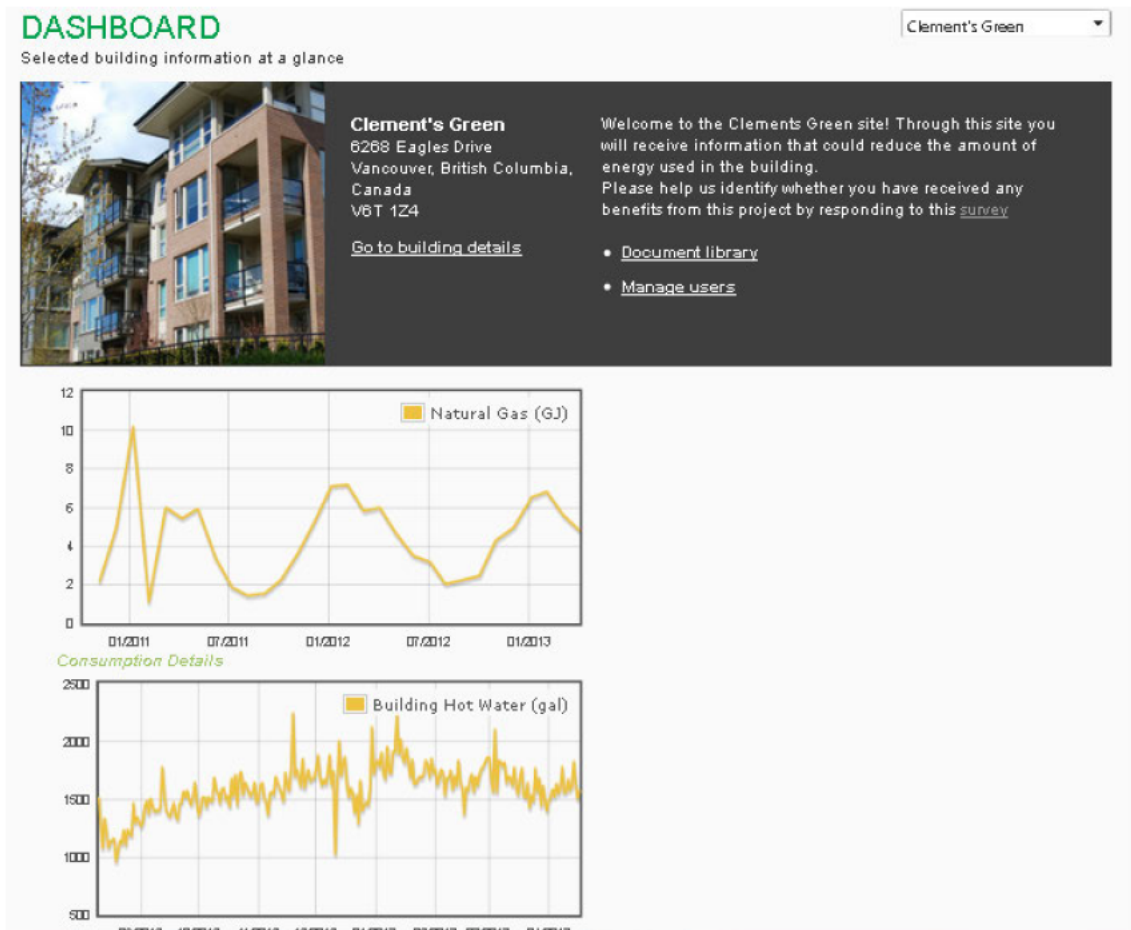 DASHBOARD
Clement's Green
Selected building information at a glance
Clement's Green
6268 Eagles Drive
Vancouver, British Columbia,
Canada
V6T 1Z4
Go to building details
Welcome to the Clements Green site! Through this site you
will receive information that could reduce the amount of
energy used in the building.
Please help us identify whether you have received any
benefits from this project by responding to this survey
• Document library
• Manage users
Natural Gas (GJ)
12
10
8
6
4
2
0
01/2011 07/2011 01/2012 07/2012 01/2013
Consumption Details
Building Hot Water (gal)
2500
2000
1500
1000
500